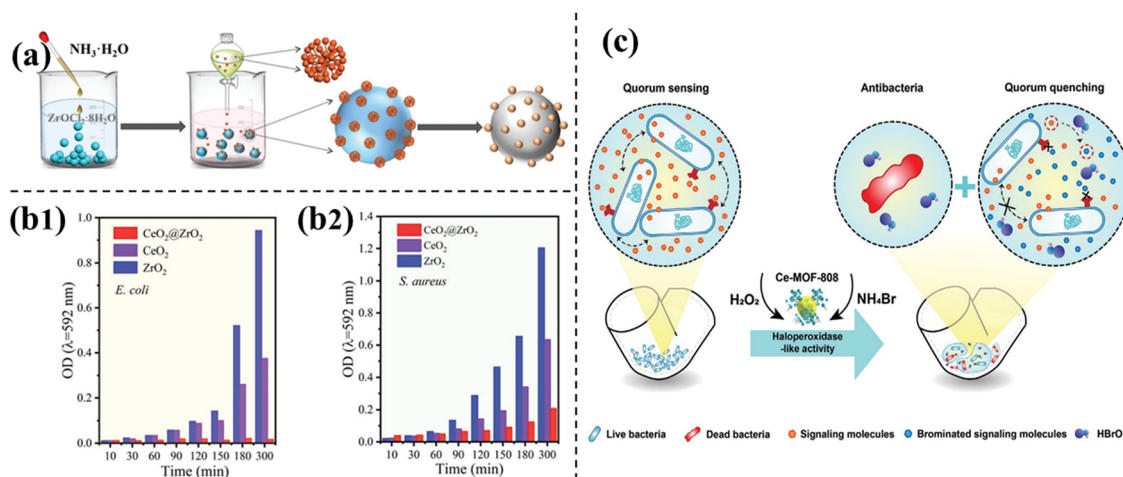 (a)
NH₃·H₂O
ZrOCl₂·8H₂O
(b1)
OD (λ=592 nm)
1.0
0.8
0.6
0.4
0.2
0.0
CeO₂@ZrO₂
CeO₂
ZrO₂
E. coli
10 30 60 90 120 150 180 300
Time (min)
(b2)
OD (λ=592 nm)
1.4
1.2
1.0
0.8
0.6
0.4
0.2
0.0
CeO₂@ZrO₂
CeO₂
ZrO₂
S. aureus
10 30 60 90 120 150 180 300
Time (min)
(c)
Quorum sensing
Antibacteria
Quorum quenching
Ce-MOF-808
H₂O₂
NH₄Br
Haloperoxidase
-like activity
Live bacteria
Dead bacteria
Signaling molecules
Brominated signaling molecules
HBrO